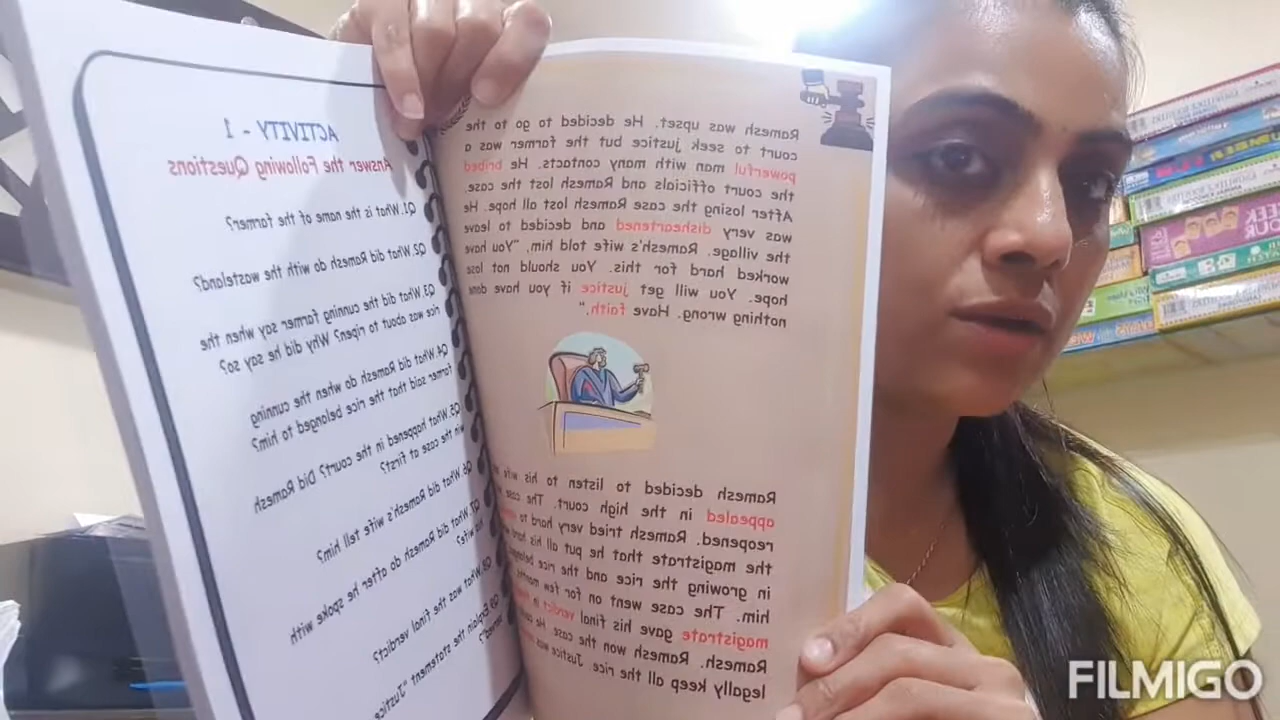 Ramesh was upset. He decided to go to the
court to seek justice but the farmer was a
powerful man with many contacts. He bribed
the court officials and Ramesh lost the case.
After losing the case Ramesh lost all hope. He
was very disheartened and decided to leave
the village. Ramesh's wife told him, "You have
worked hard for this. You should not lose
hope. You will get justice if you have done
nothing wrong. Have faith."
Ramesh decided to listen to his wife
appealed in the high court. The case
reopened. Ramesh tried very hard to
the magistrate that he put all his
in growing the rice and the rice
him. The case went on for few
magistrate gave his final verdict in
Ramesh. Ramesh won the case. He
legally keep all the rice. Justice was
ACTIVITY - 1
Answer the Following Questions
Q1. What is the name of the farmer?
Q2. What did Ramesh do with the wasteland?
Q3. What did the cunning farmer say when the
rice was about to ripen? Why did he say so?
Q4. What did Ramesh do when the cunning
farmer said that the rice belonged to him?
Q5. What happened in the court? Did Ramesh
win the case at first?
Q6. What did Ramesh's wife tell him?
Q7. What did Ramesh do after he spoke with
his wife?
Q8. What was the final verdict?
Q9. Explain the statement "Justice
FILMIGO